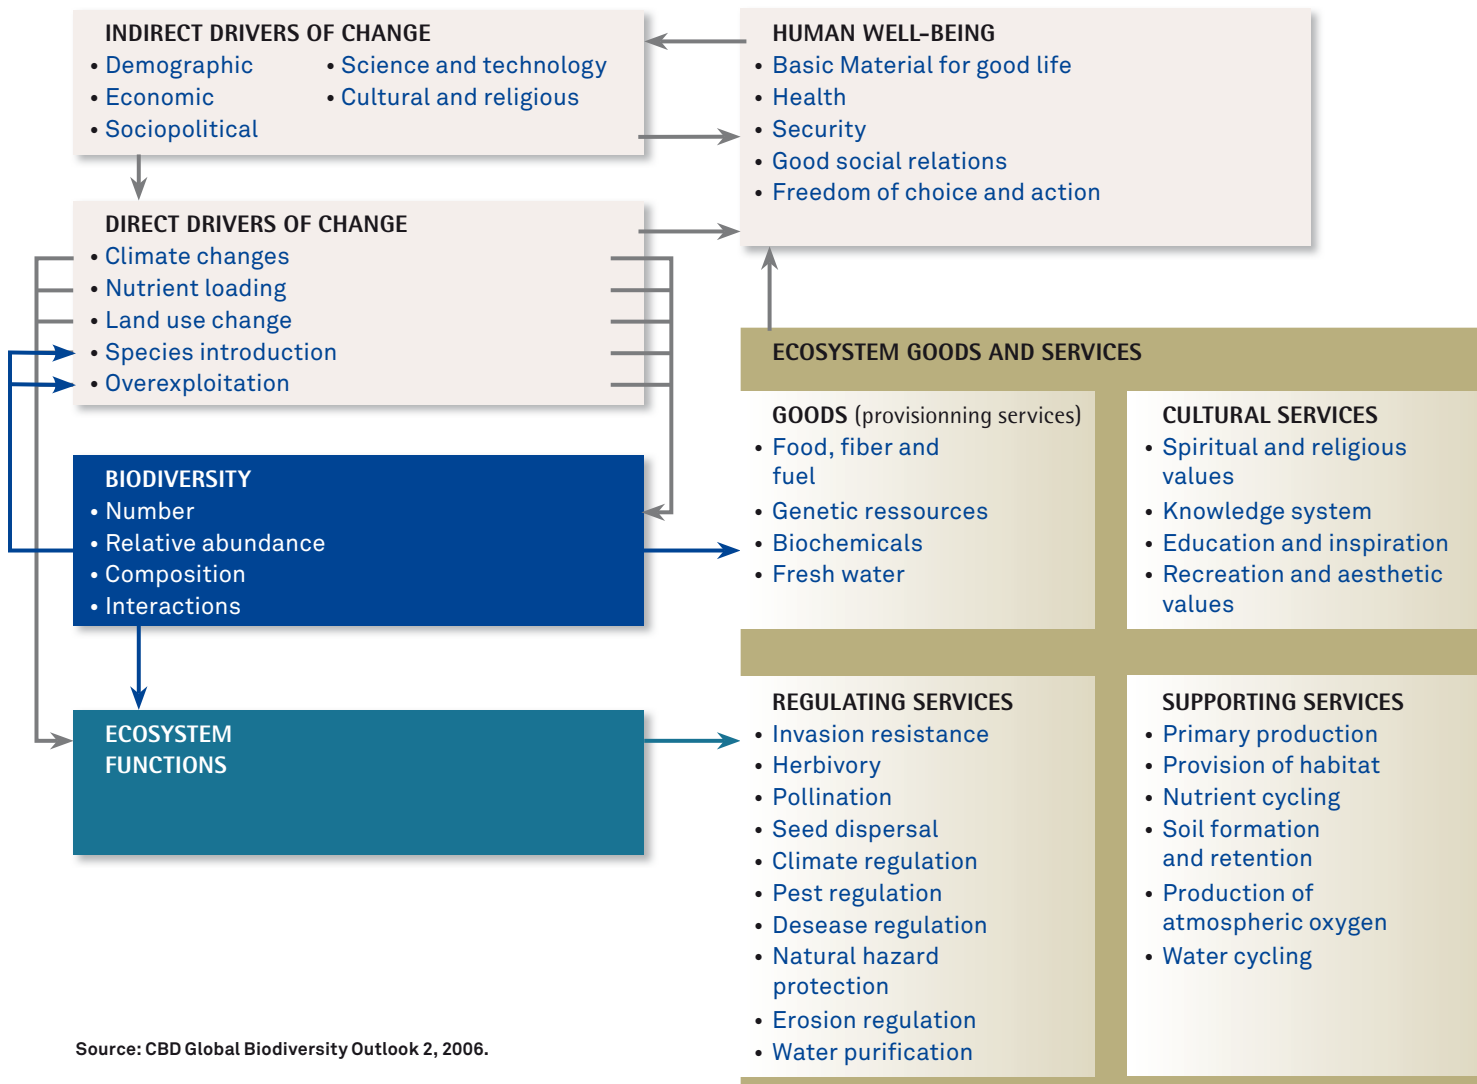 INDIRECT DRIVERS OF CHANGE
• Demographic
• Economic
• Sociopolitical
• Science and technology
• Cultural and religious
HUMAN WELL-BEING
• Basic Material for good life
• Health
• Security
• Good social relations
• Freedom of choice and action
DIRECT DRIVERS OF CHANGE
• Climate changes
• Nutrient loading
• Land use change
• Species introduction
• Overexploitation
BIODIVERSITY
• Number
• Relative abundance
• Composition
• Interactions
ECOSYSTEM
FUNCTIONS
ECOSYSTEM GOODS AND SERVICES
GOODS (provisionning services)
• Food, fiber and
fuel
• Genetic ressources
• Biochemicals
• Fresh water
CULTURAL SERVICES
• Spiritual and religious
values
• Knowledge system
• Education and inspiration
• Recreation and aesthetic
values
REGULATING SERVICES
• Invasion resistance
• Herbivory
• Pollination
• Seed dispersal
• Climate regulation
• Pest regulation
• Desease regulation
• Natural hazard
protection
• Erosion regulation
• Water purification
SUPPORTING SERVICES
• Primary production
• Provision of habitat
• Nutrient cycling
• Soil formation
and retention
• Production of
atmospheric oxygen
• Water cycling
Source: CBD Global Biodiversity Outlook 2, 2006.